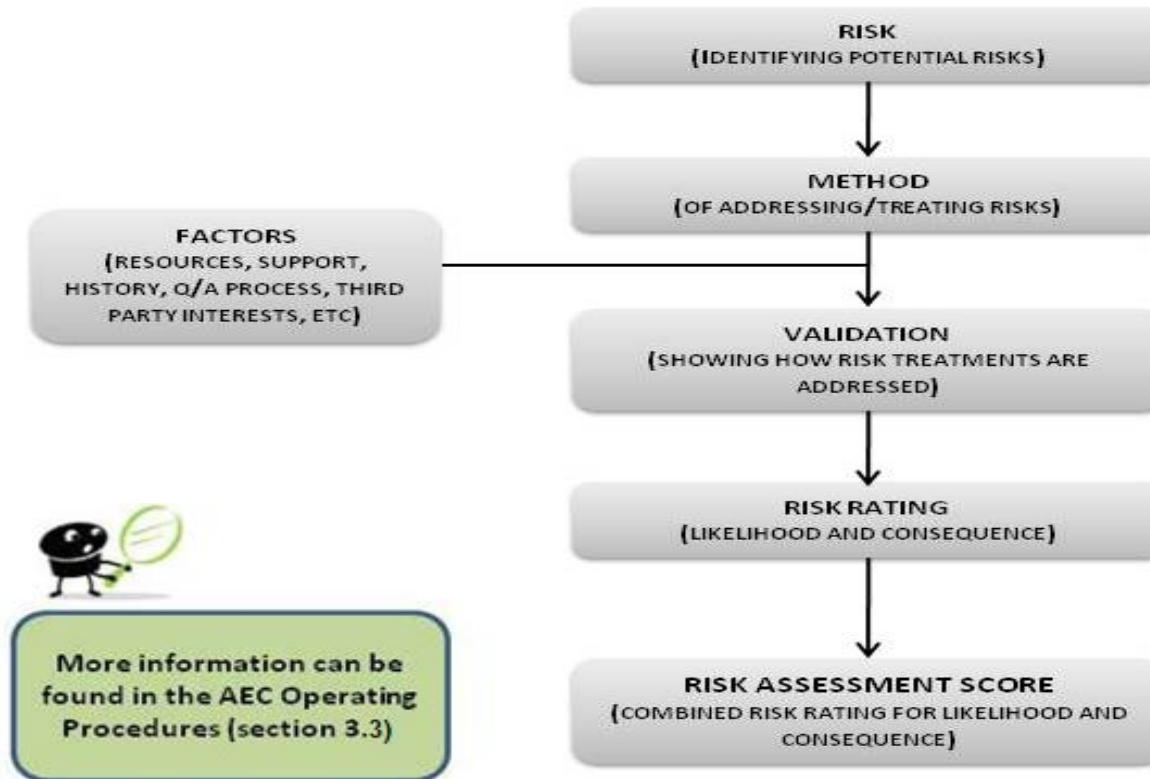 RISK
(IDENTIFYING POTENTIAL RISKS)
METHOD
(OF ADDRESSING/TREATING RISKS)
FACTORS
(RESOURCES, SUPPORT,
HISTORY, Q/A PROCESS, THIRD
PARTY INTERESTS, ETC)
VALIDATION
(SHOWING HOW RISK TREATMENTS ARE
ADDRESSED)
RISK RATING
(LIKELIHOOD AND CONSEQUENCE)
RISK ASSESSMENT SCORE
(COMBINED RISK RATING FOR LIKELIHOOD AND
CONSEQUENCE)
More information can be
found in the AEC Operating
Procedures (section 3.3)